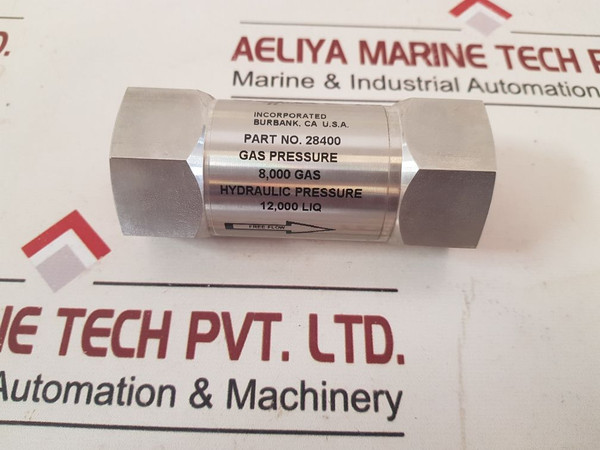 D.
AELIYA MARINE TECH P
Marine & Industrial Automation
INCORPORATED
BURBANK, CA U.S.A.
PART NO. 28400
GAS PRESSURE
8,000 GAS
HYDRAULIC PRESSURE
12,000 LIQ
FREE FLOW
NE TECH PVT. LTD.
Automation & Machinery